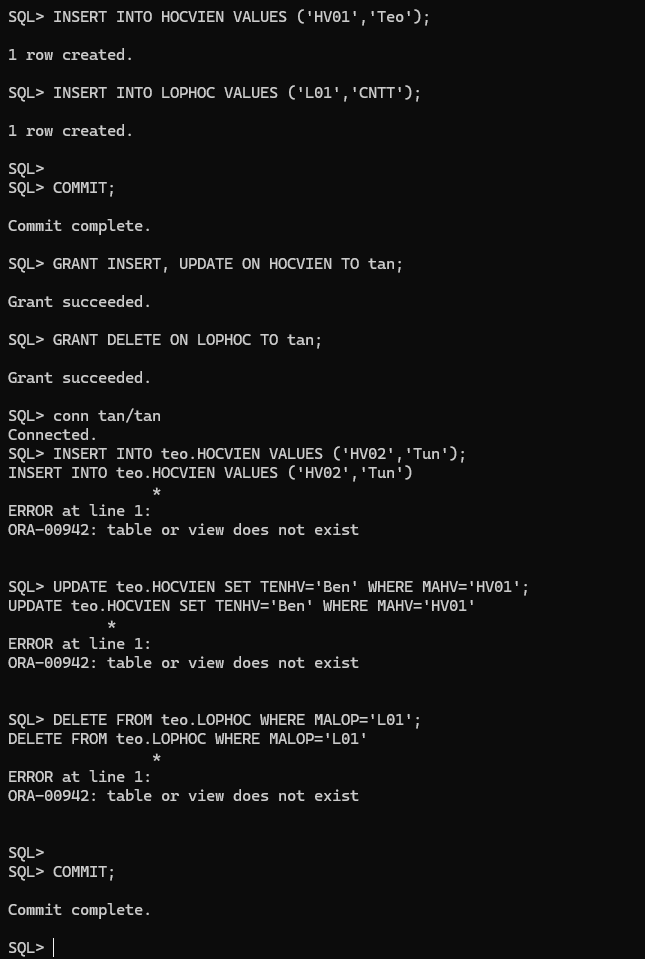 SQL> INSERT INTO HOCVIEN VALUES ('HV01','Teo');
1 row created.
SQL> INSERT INTO LOPHOC VALUES ('L01','CNTT');
1 row created.
SQL>
SQL> COMMIT;
Commit complete.
SQL> GRANT INSERT, UPDATE ON HOCVIEN TO tan;
Grant succeeded.
SQL> GRANT DELETE ON LOPHOC TO tan;
Grant succeeded.
SQL> conn tan/tan
Connected.
SQL> INSERT INTO teo.HOCVIEN VALUES ('HV02','Tun');
INSERT INTO teo.HOCVIEN VALUES ('HV02','Tun')
                *
ERROR at line 1:
ORA-00942: table or view does not exist
SQL> UPDATE teo.HOCVIEN SET TENHV='Ben' WHERE MAHV='HV01';
UPDATE teo.HOCVIEN SET TENHV='Ben' WHERE MAHV='HV01'
           *
ERROR at line 1:
ORA-00942: table or view does not exist
SQL> DELETE FROM teo.LOPHOC WHERE MALOP='L01';
DELETE FROM teo.LOPHOC WHERE MALOP='L01'
                *
ERROR at line 1:
ORA-00942: table or view does not exist
SQL>
SQL> COMMIT;
Commit complete.
SQL>